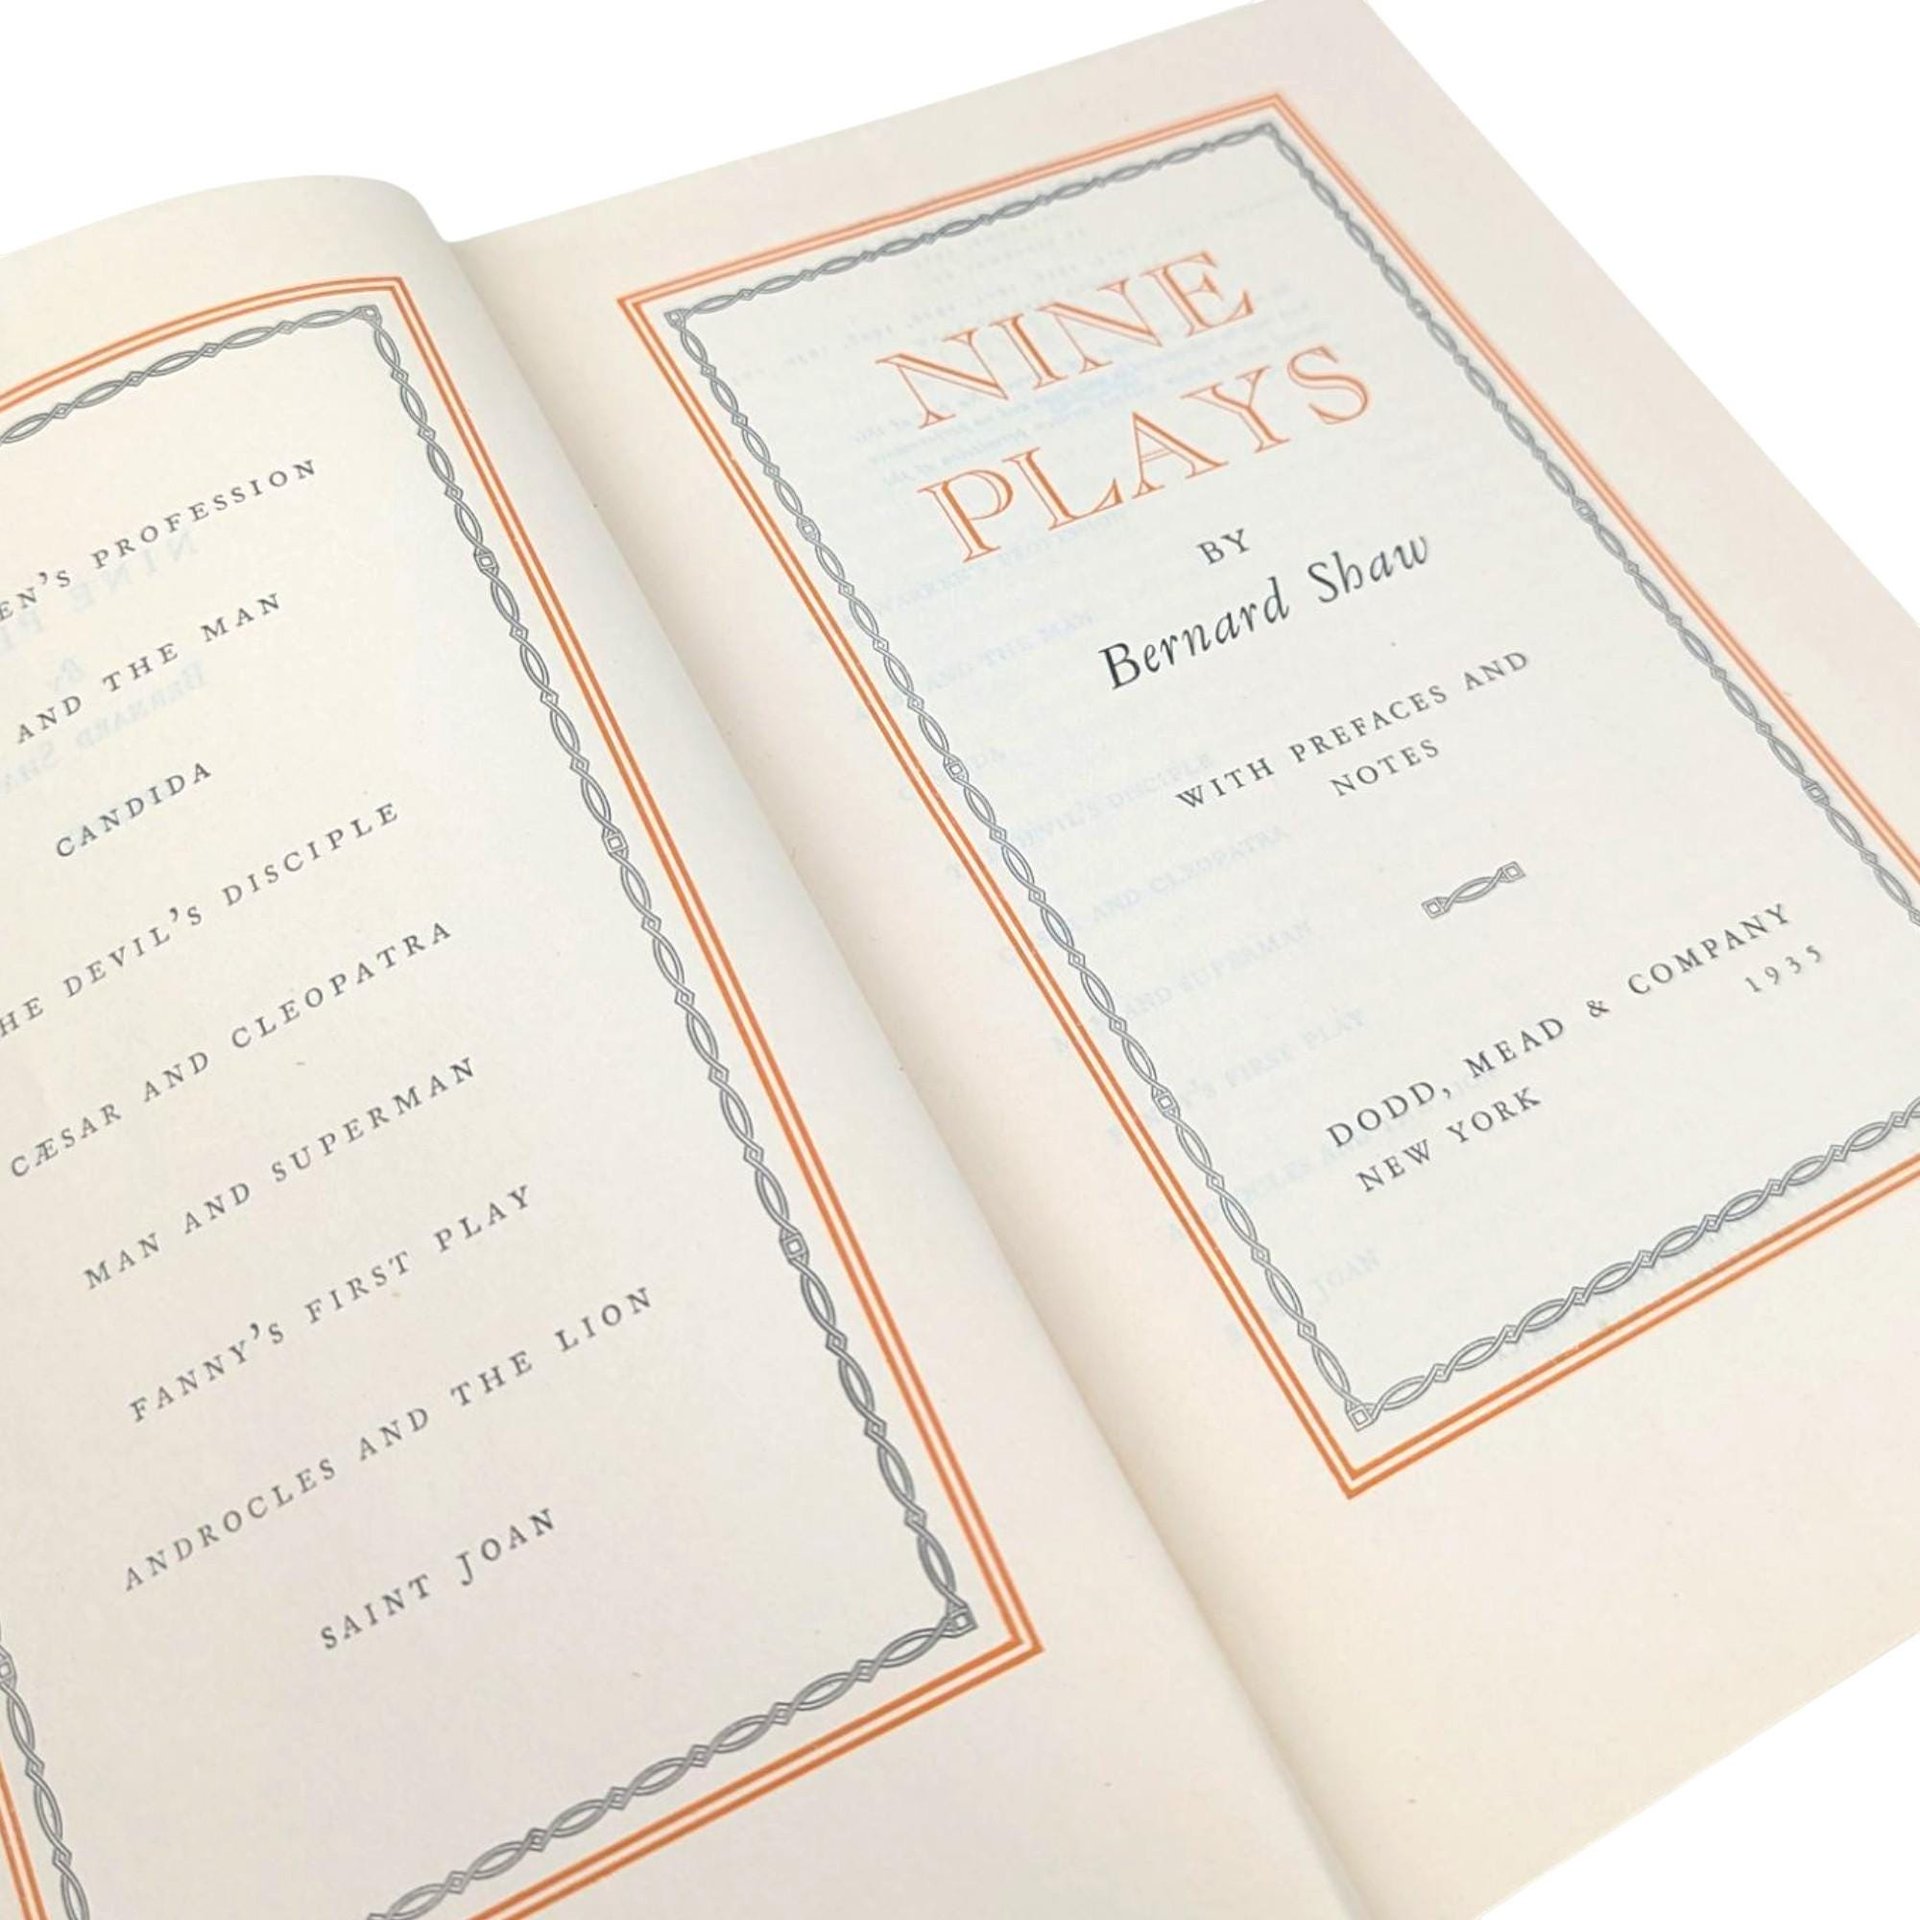 EN'S PROFESSION
AND THE MAN
CANDIDA
HE DEVIL'S DISCIPLE
CÆSAR AND CLEOPATRA
MAN AND SUPERMAN
FANNY'S FIRST PLAY
ANDROCLES AND THE LION
SAINT JOAN
NINE
PLAYS
BY
Bernard Shaw
WITH PREFACES AND
NOTES
DODD, MEAD & COMPANY
NEW YORK 1935